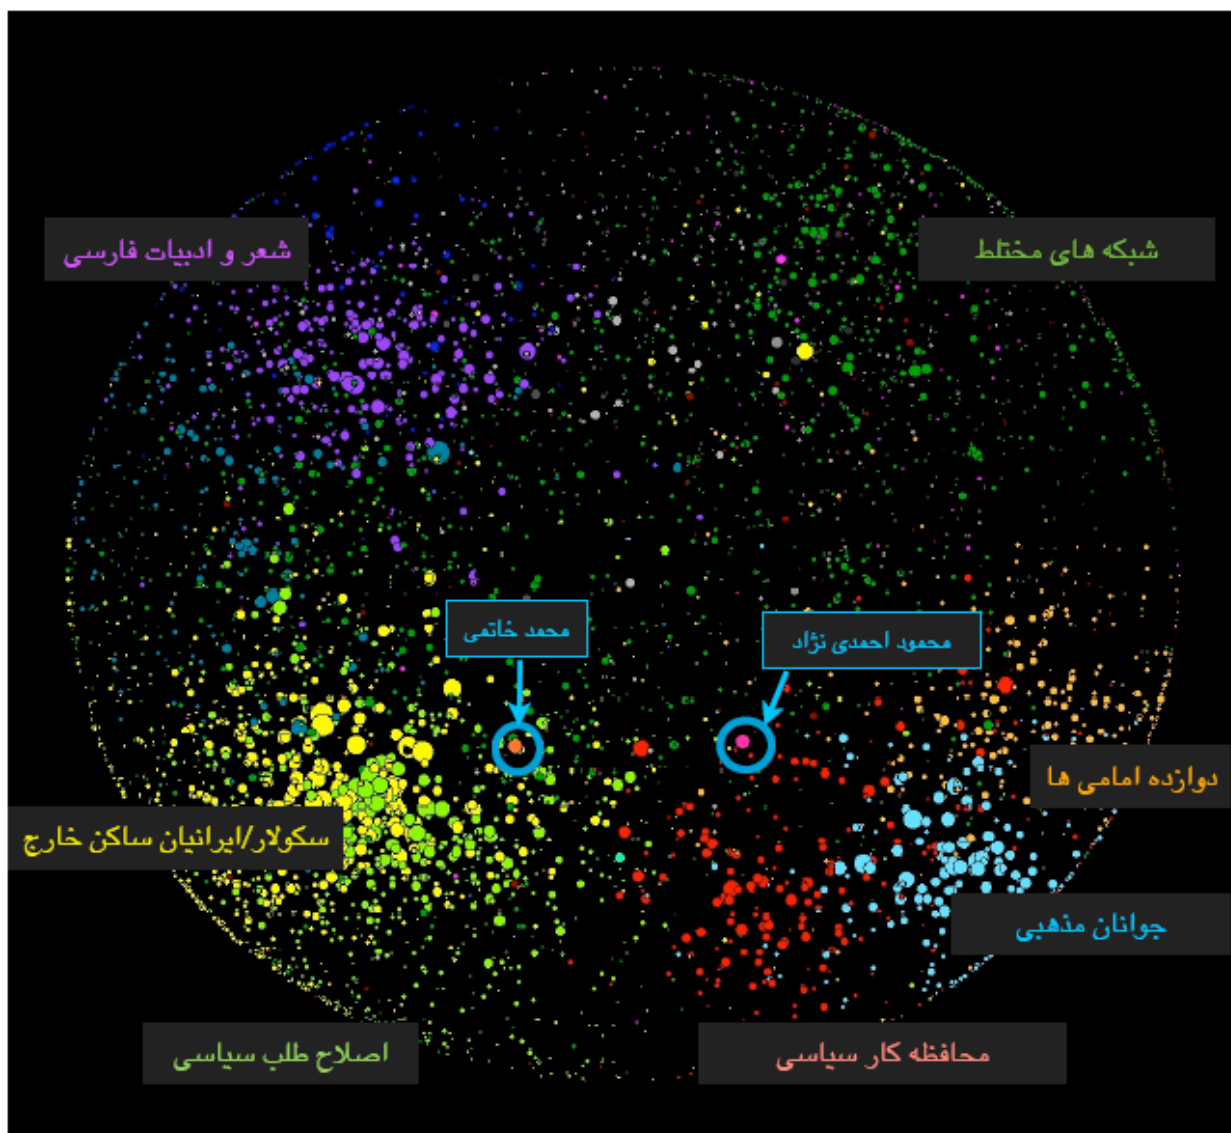 شبکه های مختلط
شعر و ادبیات فارسی
محمد خاتمی
محمود احمدی نژاد
دوازده امامی ها
سکولار/ایرانیان ساکن خارج
جوانان مذهبی
محافظه کار سیاسی
اصلاح طلب سیاسی